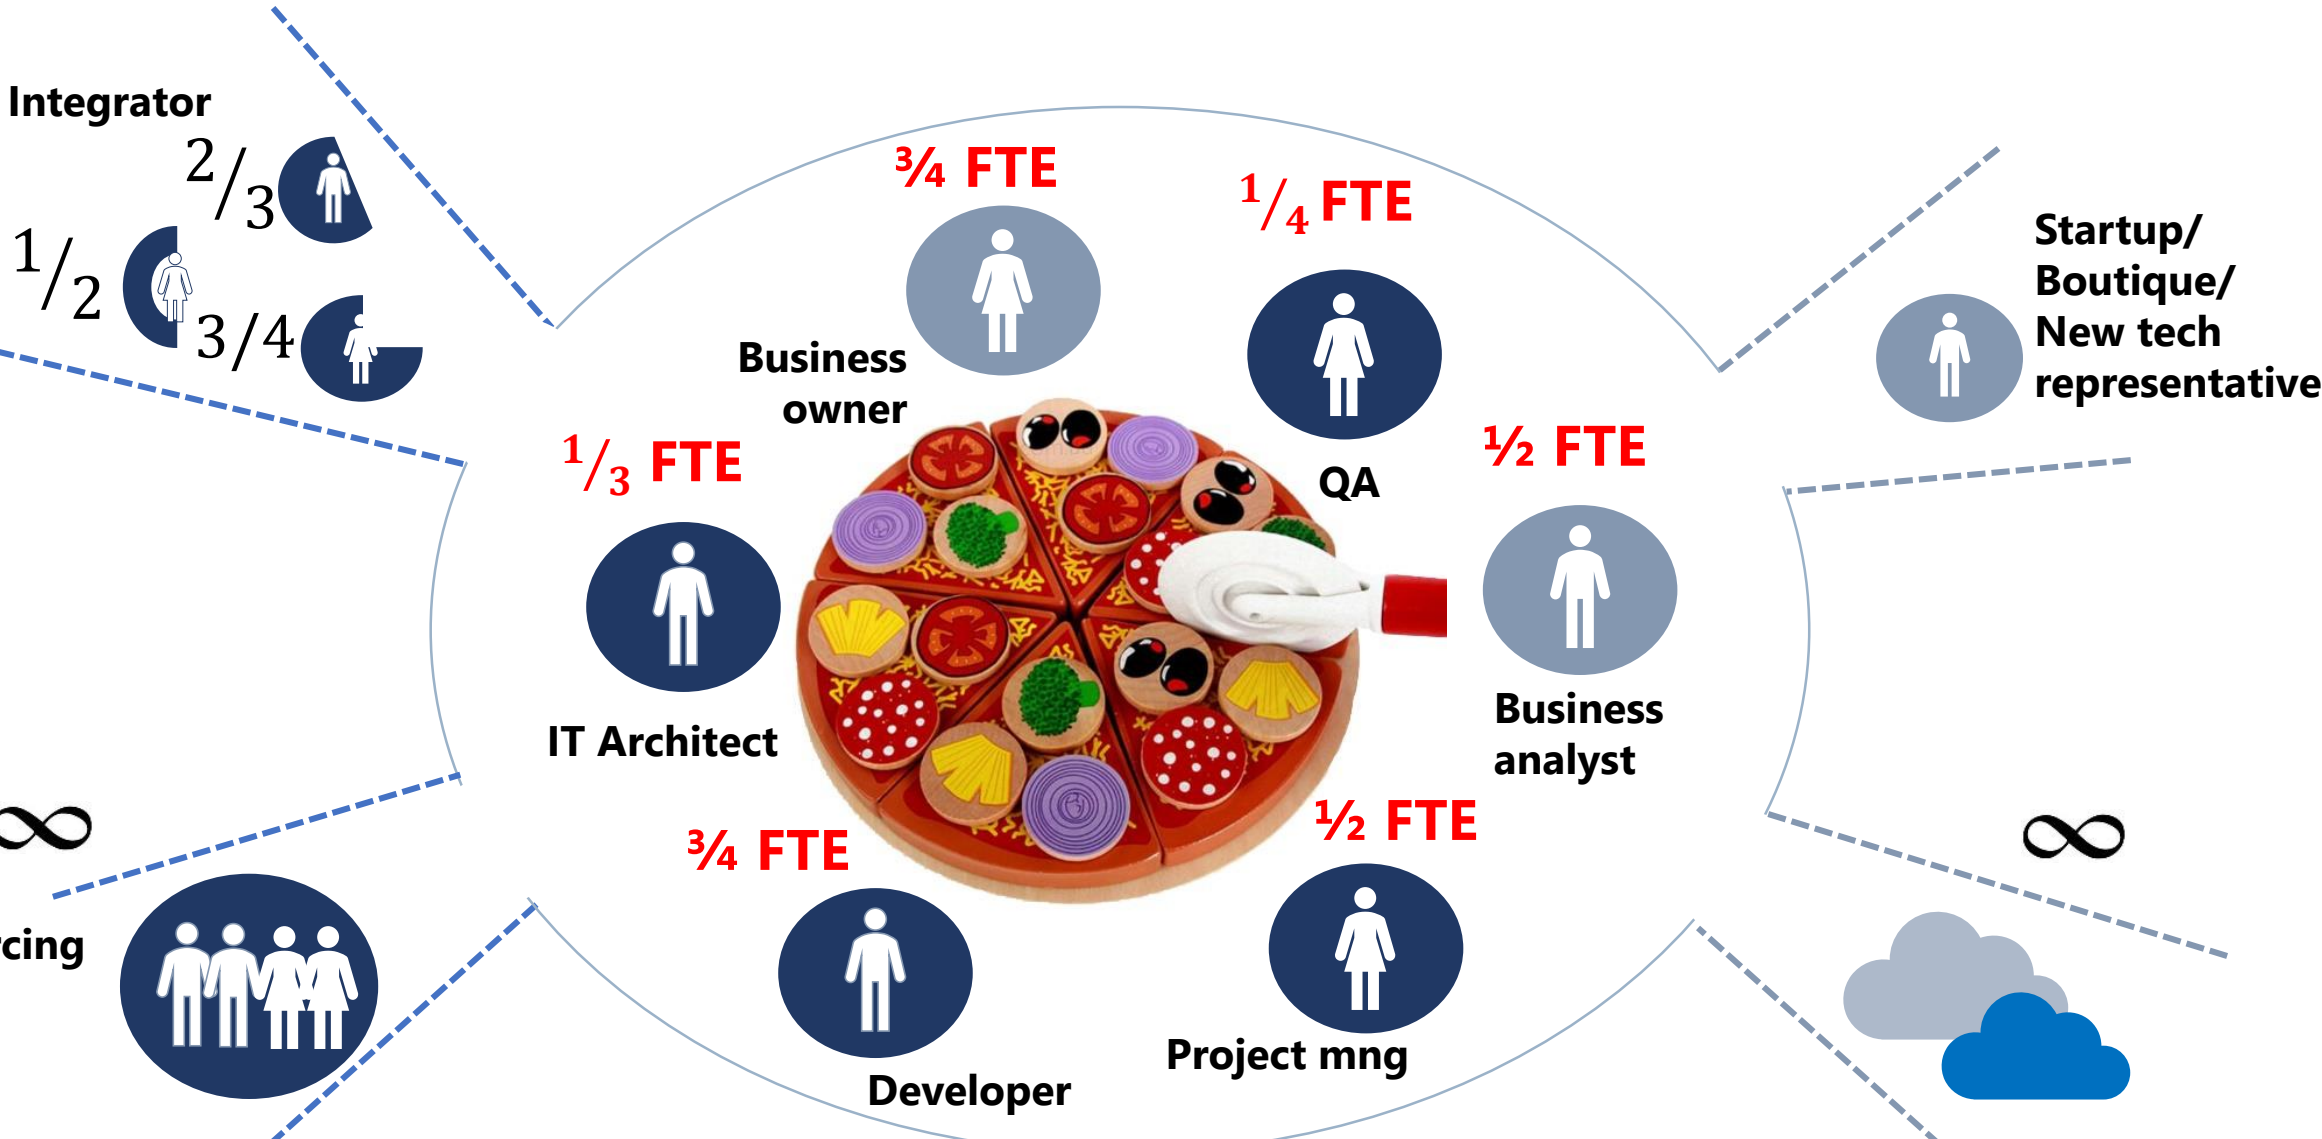 Integrator
2/3
1/2
3/4
¾ FTE
Business
owner
1/4 FTE
QA
Startup/
Boutique/
New tech
representative
1/3 FTE
IT Architect
½ FTE
Business
analyst
∞
rcing
¾ FTE
Developer
½ FTE
Project mng
∞